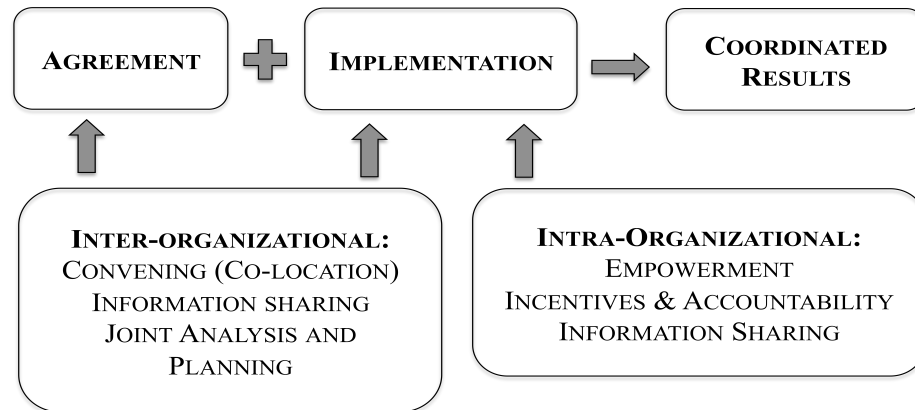 AGREEMENT
IMPLEMENTATION
COORDINATED
RESULTS
INTER-ORGANIZATIONAL:
CONVENING (CO-LOCATION)
INFORMATION SHARING
JOINT ANALYSIS AND
PLANNING
INTRA-ORGANIZATIONAL:
EMPOWERMENT
INCENTIVES & ACCOUNTABILITY
INFORMATION SHARING